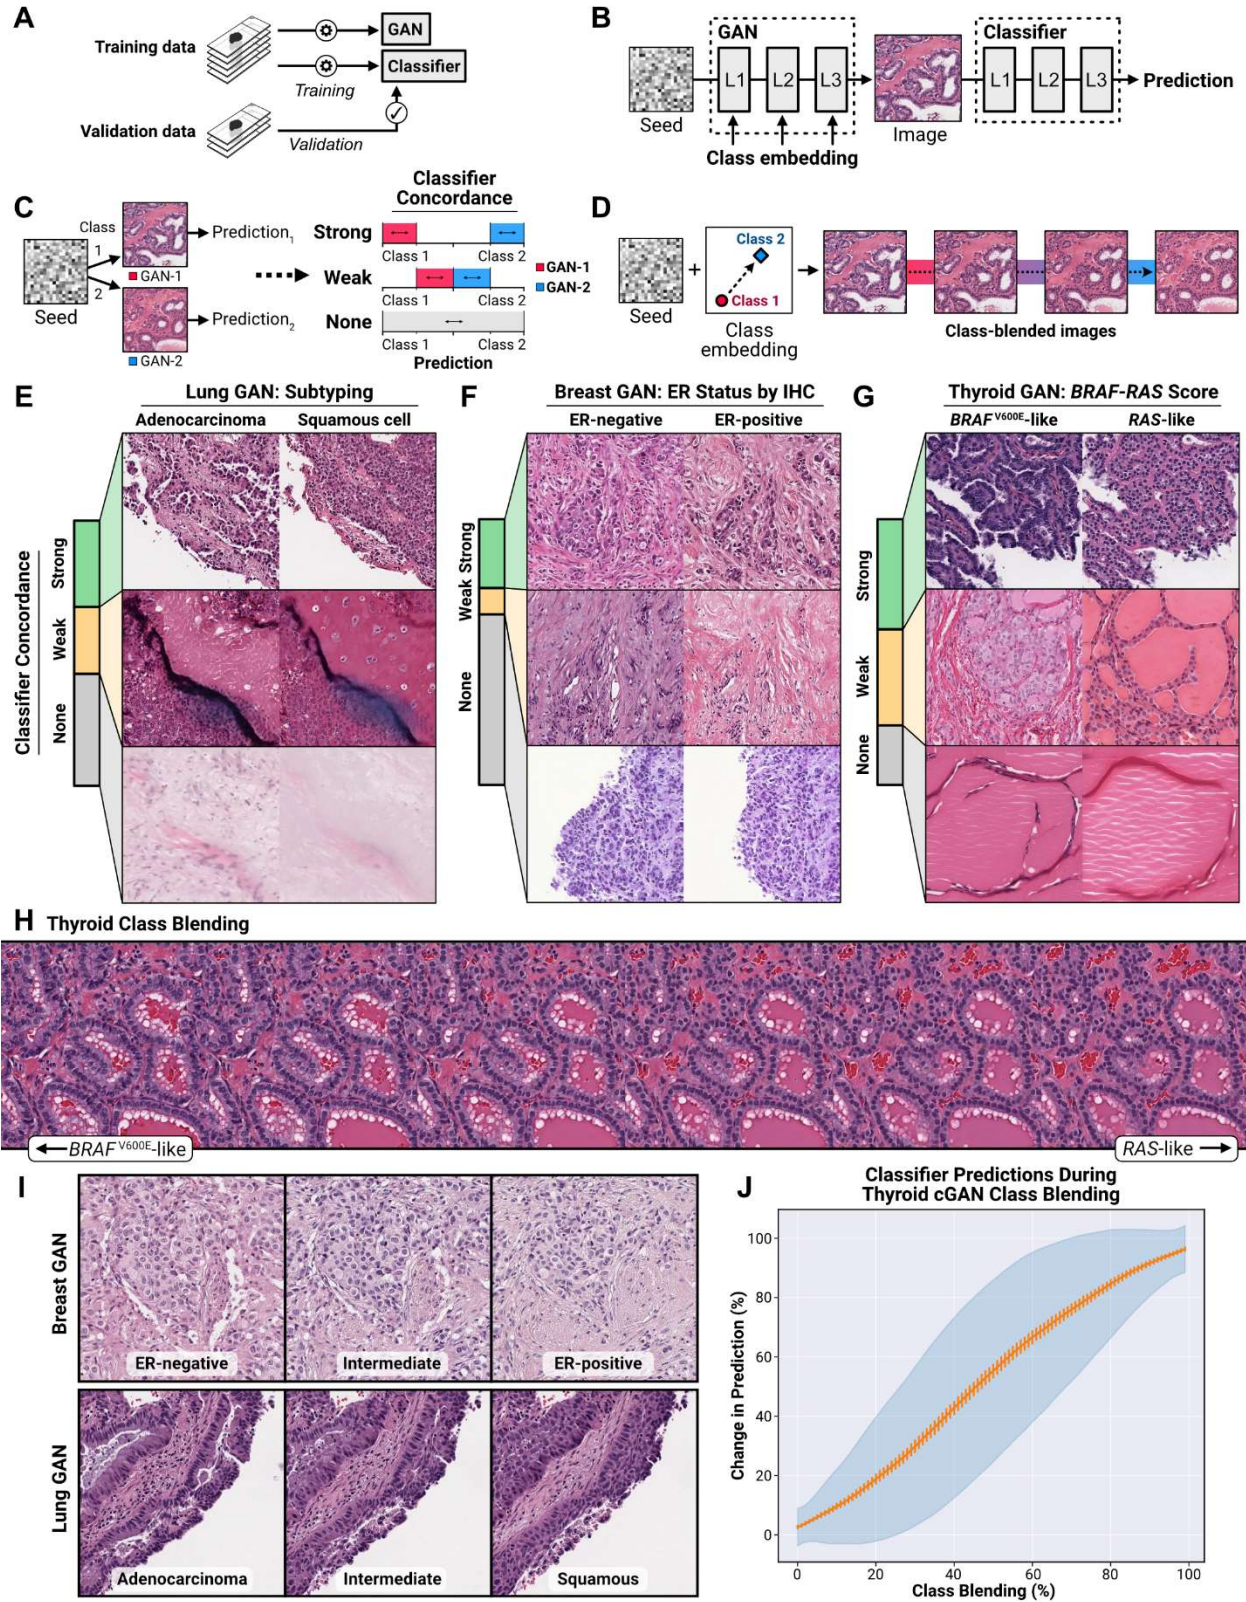 A
Training data
GAN
Classifier
Training
Validation data
Validation
B
GAN
Classifier
L1
L2
L3
L1
L2
L3
Prediction
Seed
Image
Class embedding
C
Class
1
2
Seed
GAN-1
GAN-2
Prediction1
Prediction2
Classifier
Concordance
Strong
Class 1
Class 2
Weak
Class 1
Class 2
None
Class 1
Class 2
Prediction
GAN-1
GAN-2
D
Seed
+
Class 2
Class 1
Class
embedding
Class-blended images
E
Lung GAN: Subtyping
Adenocarcinoma
Squamous cell
Classifier Concordance
Strong
Weak
None
F
Breast GAN: ER Status by IHC
ER-negative
ER-positive
Strong
Weak
None
G
Thyroid GAN: BRAF-RAS Score
BRAF V600E-like
RAS-like
Strong
Weak
None
H
Thyroid Class Blending
BRAF V600E-like
RAS-like
I
Breast GAN
ER-negative
Intermediate
ER-positive
Lung GAN
Adenocarcinoma
Intermediate
Squamous
J
Classifier Predictions During
Thyroid cGAN Class Blending
Change in Prediction (%)
100
80
60
40
20
0
0
20
40
60
80
100
Class Blending (%)